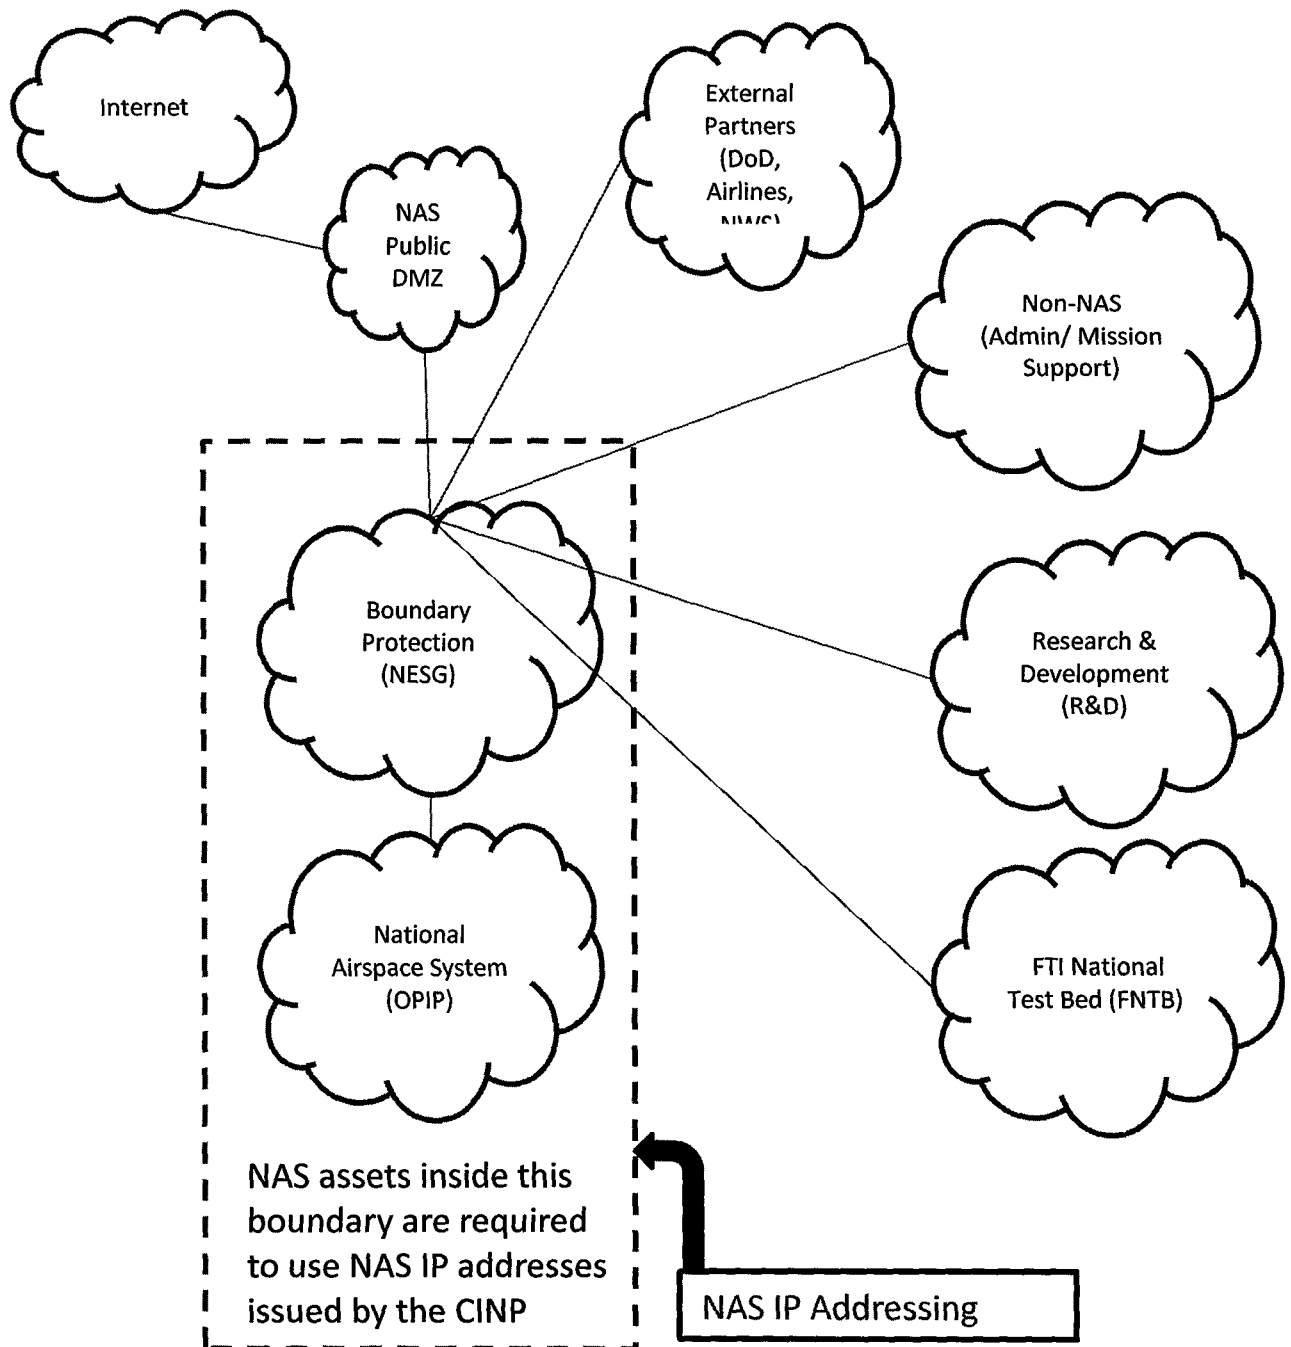 Internet
External
Partners
(DoD,
Airlines,
NWS)
NAS
Public
DMZ
Non-NAS
(Admin/ Mission
Support)
Boundary
Protection
(NESG)
Research &
Development
(R&D)
National
Airspace System
(OPIP)
FTI National
Test Bed (FNTB)
NAS assets inside this
boundary are required
to use NAS IP addresses
issued by the CINP
NAS IP Addressing